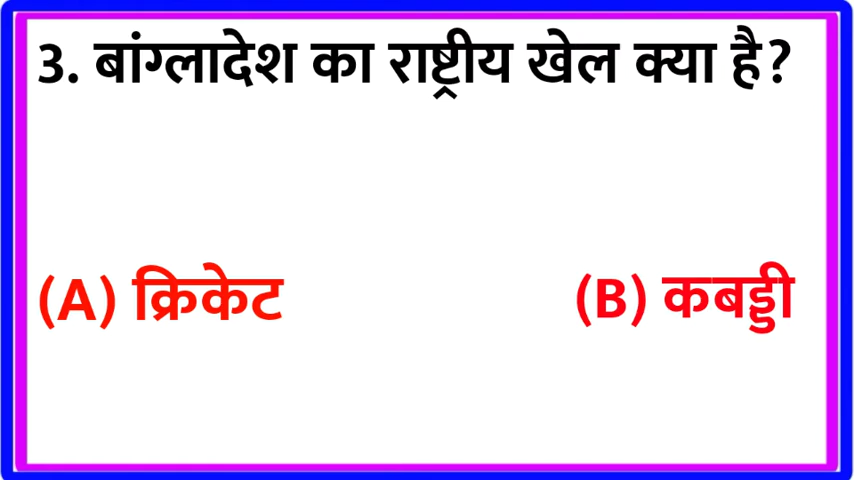 3. बांग्लादेश का राष्ट्रीय खेल क्या है?
(A) क्रिकेट (B) कबड्डी